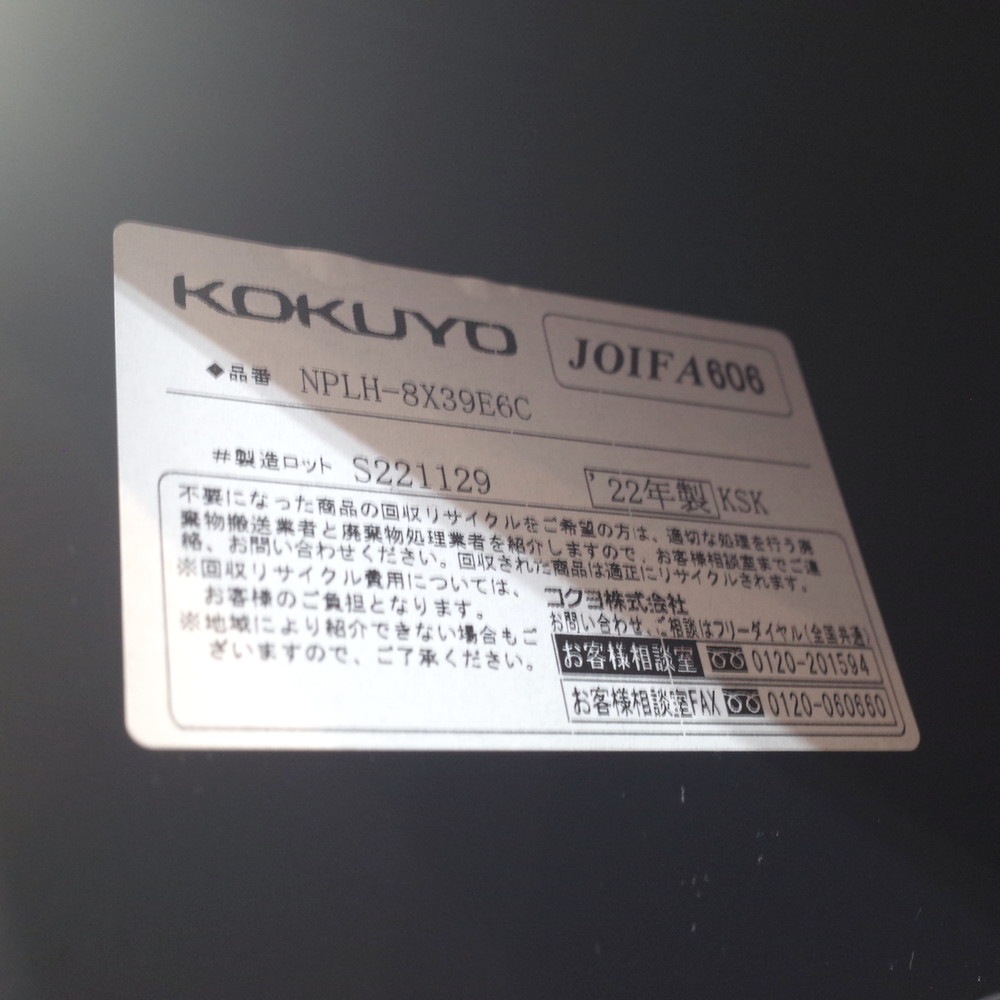 KOKUYO
JOIFA606
◆品番 NPLH-8X39E6C
#製造ロット S221129
'22年製 KSK
不要になった商品の回収リサイクルをご希望の方は、適切な処理を行う廃
棄物搬送業者と廃棄物処理業者を紹介しますので、お客様相談室までご連
絡、お問い合わせください。回収された商品は適正にリサイクルされます。
※回収リサイクル費用については、
お客様のご負担となります。
※地域により紹介できない場合もご
ざいますので、ご了承ください。
コクヨ株式会社
お問い合わせ、ご相談はフリーダイヤル(全国共通)
お客様相談室 0120-201594
お客様相談室FAX 0120-060660